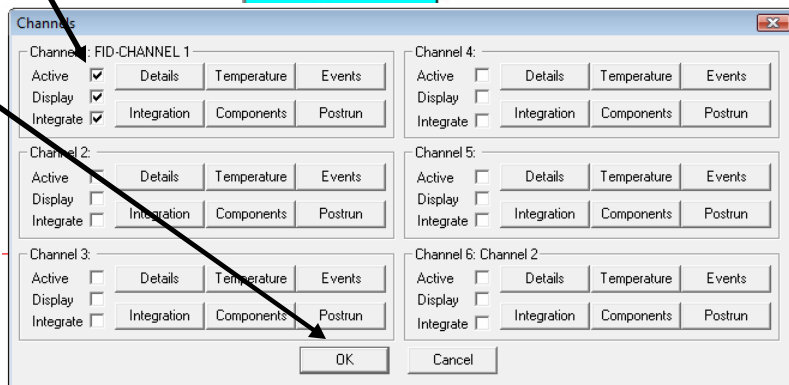 Channels
Channel 1: FID-CHANNEL 1
Active Details Temperature Events
Display
Integrate Integration Components Postrun
Channel 2:
Active Details Temperature Events
Display
Integrate Integration Components Postrun
Channel 3:
Active Details Temperature Events
Display
Integrate Integration Components Postrun
Channel 4:
Active Details Temperature Events
Display
Integrate Integration Components Postrun
Channel 5:
Active Details Temperature Events
Display
Integrate Integration Components Postrun
Channel 6: Channel 2
Active Details Temperature Events
Display
Integrate Integration Components Postrun
OK Cancel